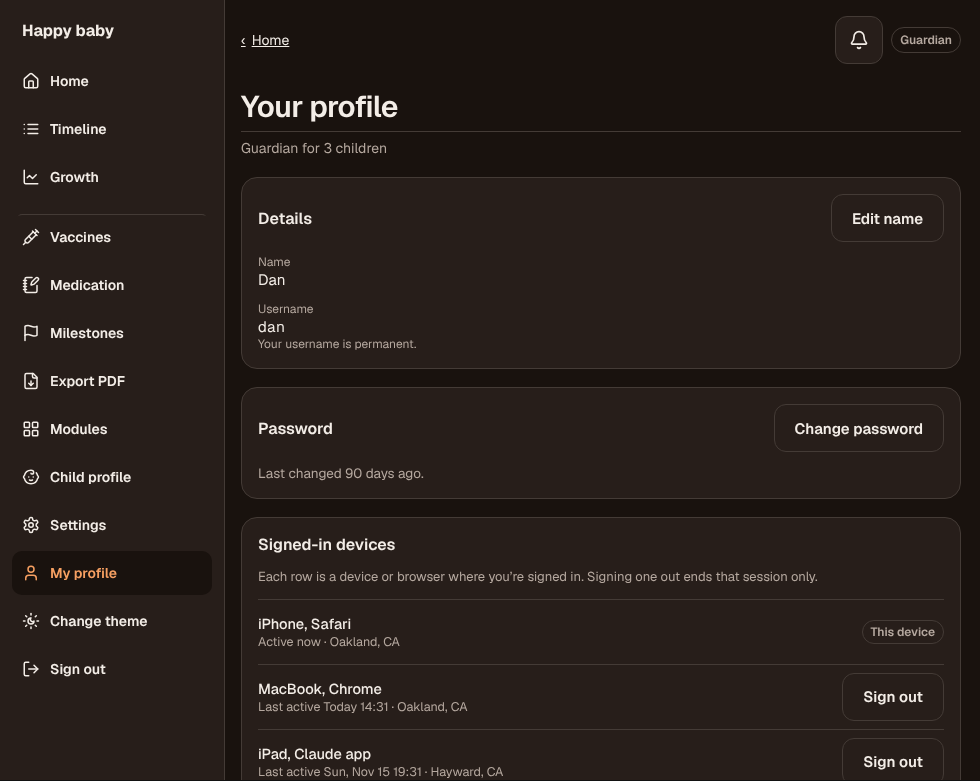 Happy baby
Home
Timeline
Growth
Vaccines
Medication
Milestones
Export PDF
Modules
Child profile
Settings
My profile
Change theme
Sign out
‹ Home
Guardian
Your profile
Guardian for 3 children
Details
Edit name
Name
Dan
Username
dan
Your username is permanent.
Password
Change password
Last changed 90 days ago.
Signed-in devices
Each row is a device or browser where you’re signed in. Signing one out ends that session only.
iPhone, Safari
Active now · Oakland, CA
This device
MacBook, Chrome
Last active Today 14:31 · Oakland, CA
Sign out
iPad, Claude app
Last active Sun, Nov 15 19:31 · Hayward, CA
Sign out